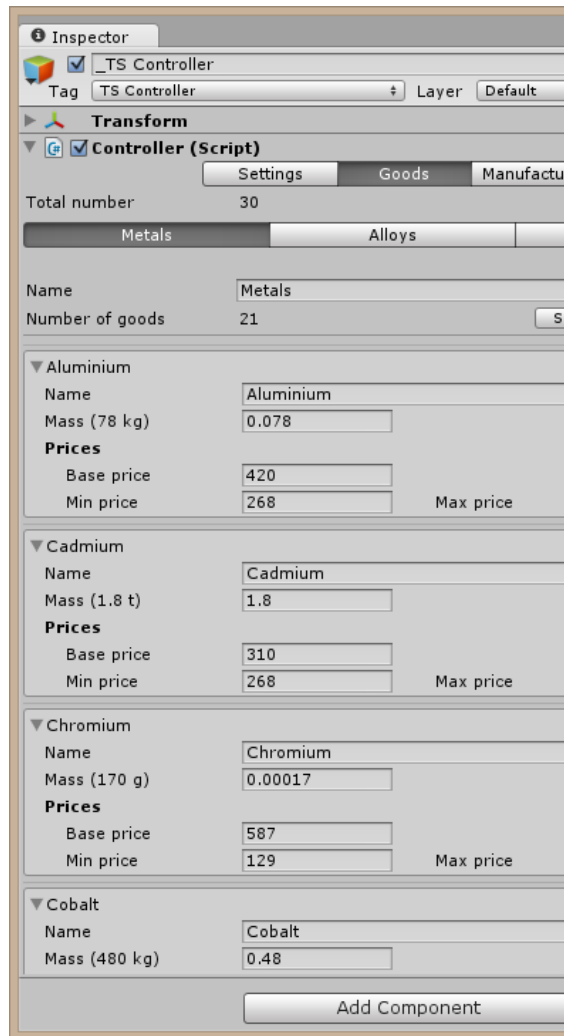 Inspector
_TS Controller
Tag TS Controller Layer Default
Transform
Controller (Script)
Settings Goods Manufactu
Total number 30
Metals Alloys
Name Metals
Number of goods 21 S
Aluminium
Name Aluminium
Mass (78 kg) 0.078
Prices
Base price 420
Min price 268 Max price
Cadmium
Name Cadmium
Mass (1.8 t) 1.8
Prices
Base price 310
Min price 268 Max price
Chromium
Name Chromium
Mass (170 g) 0.00017
Prices
Base price 587
Min price 129 Max price
Cobalt
Name Cobalt
Mass (480 kg) 0.48
Add Component